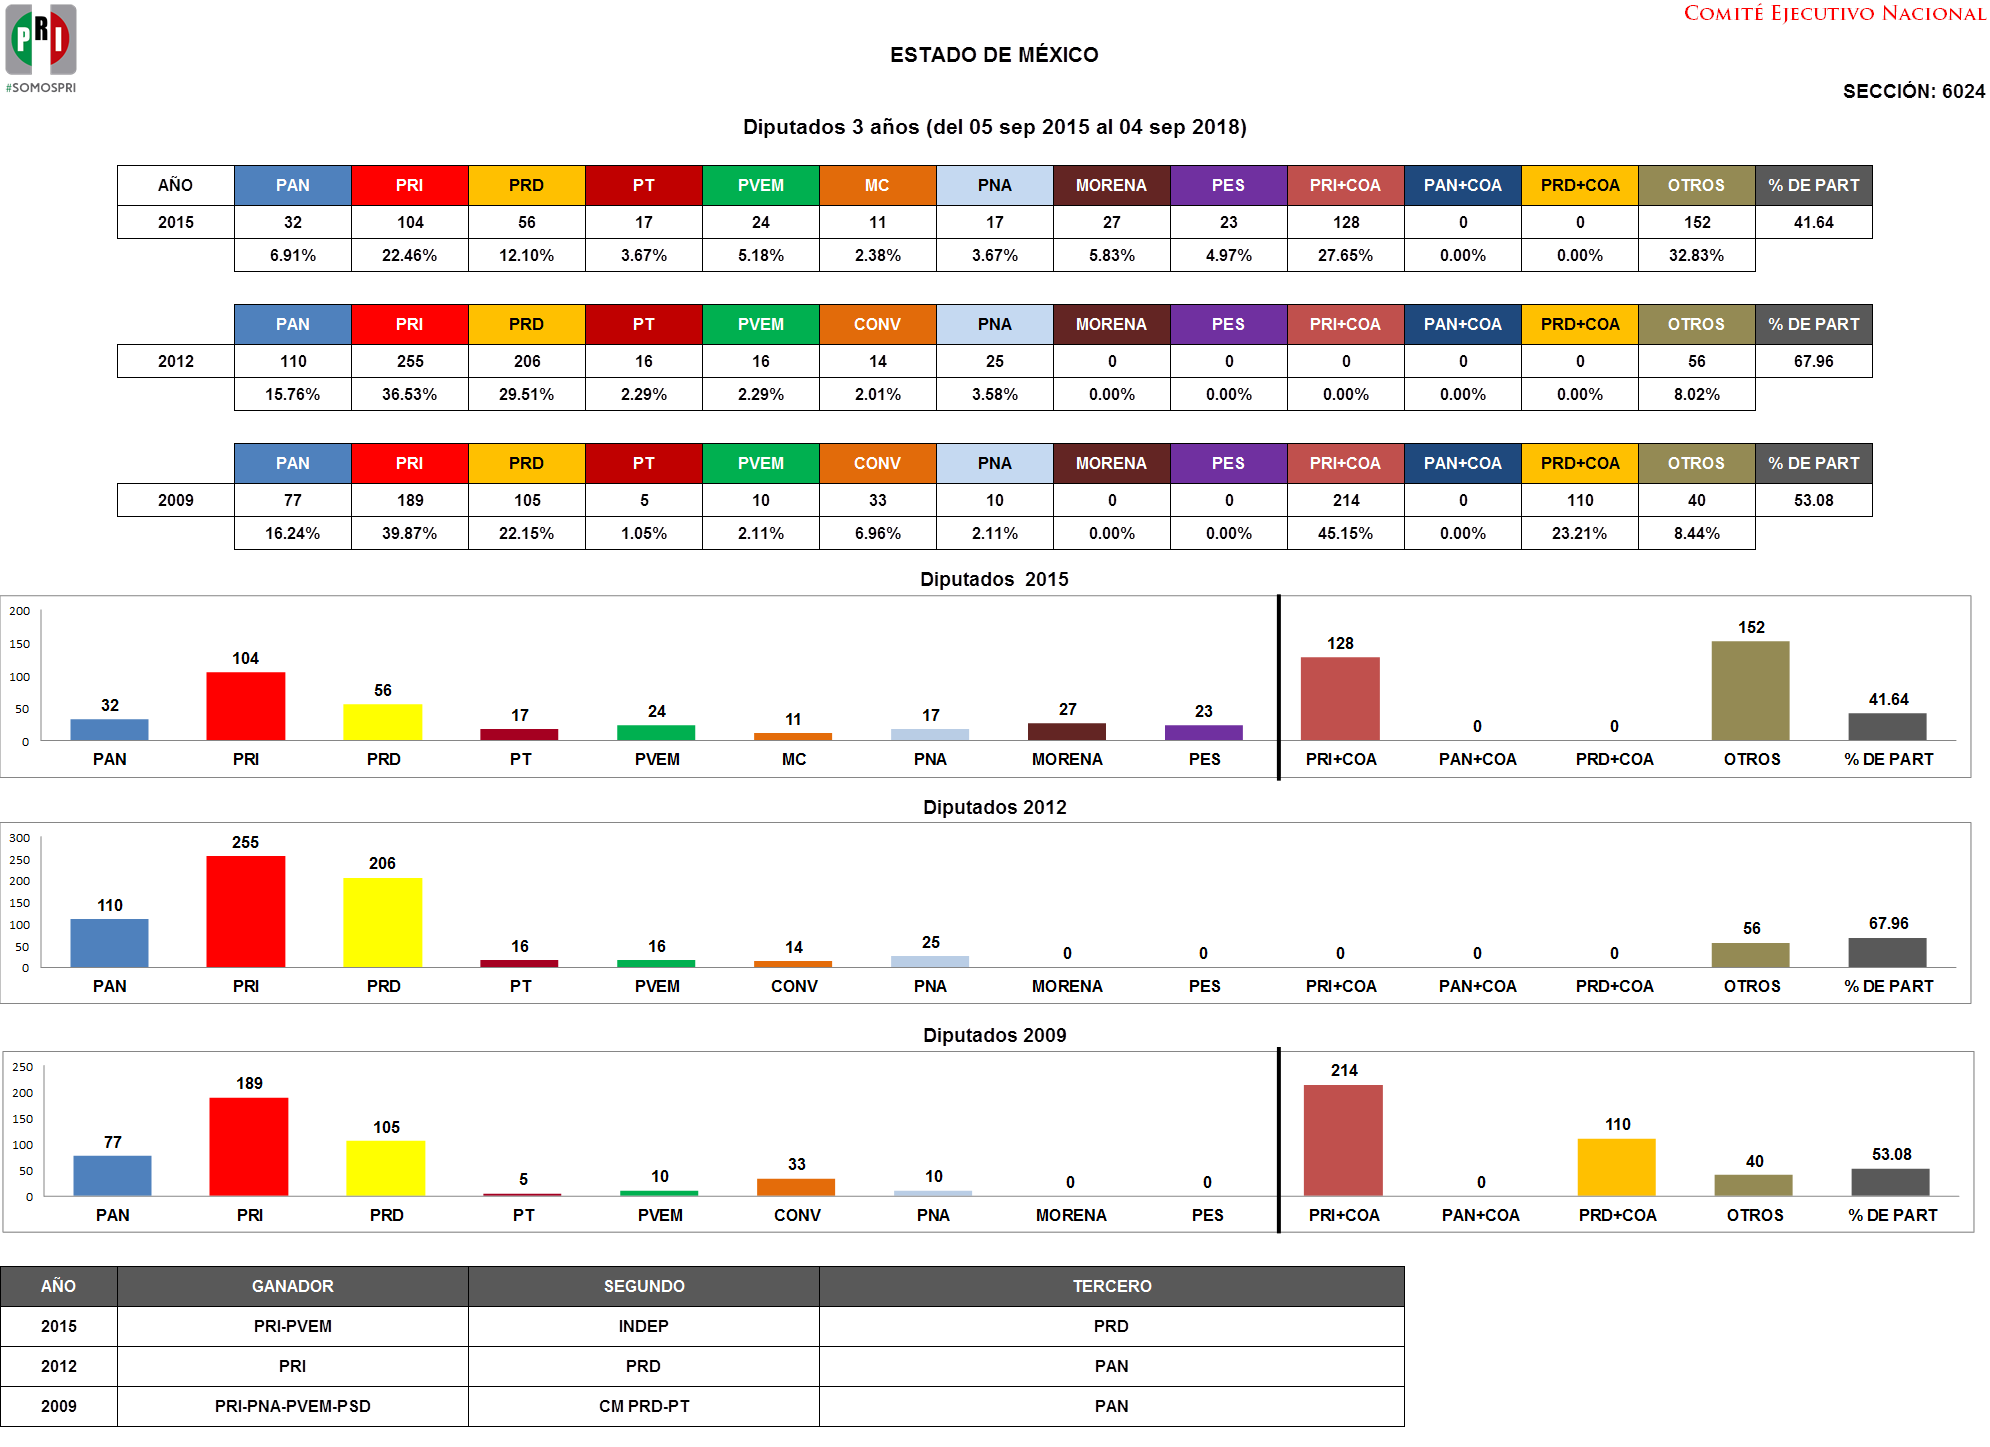 PRI
#SOMOSPRI
COMITÉ EJECUTIVO NACIONAL
ESTADO DE MÉXICO
SECCIÓN: 6024
Diputados 3 años (del 05 sep 2015 al 04 sep 2018)
AÑO PAN PRI PRD PT PVEM MC PNA MORENA PES PRI+COA PAN+COA PRD+COA OTROS % DE PART
2015 32 104 56 17 24 11 17 27 23 128 0 0 152 41.64
6.91% 22.46% 12.10% 3.67% 5.18% 2.38% 3.67% 5.83% 4.97% 27.65% 0.00% 0.00% 32.83%
PAN PRI PRD PT PVEM CONV PNA MORENA PES PRI+COA PAN+COA PRD+COA OTROS % DE PART
2012 110 255 206 16 16 14 25 0 0 0 0 0 56 67.96
15.76% 36.53% 29.51% 2.29% 2.29% 2.01% 3.58% 0.00% 0.00% 0.00% 0.00% 0.00% 8.02%
PAN PRI PRD PT PVEM CONV PNA MORENA PES PRI+COA PAN+COA PRD+COA OTROS % DE PART
2009 77 189 105 5 10 33 10 0 0 214 0 110 40 53.08
16.24% 39.87% 22.15% 1.05% 2.11% 6.96% 2.11% 0.00% 0.00% 45.15% 0.00% 23.21% 8.44%
Diputados 2015
200
150
100
50
0
32 104 56 17 24 11 17 27 23 128 0 0 152 41.64
PAN PRI PRD PT PVEM MC PNA MORENA PES PRI+COA PAN+COA PRD+COA OTROS % DE PART
Diputados 2012
300
250
200
150
100
50
0
110 255 206 16 16 14 25 0 0 0 0 0 56 67.96
PAN PRI PRD PT PVEM CONV PNA MORENA PES PRI+COA PAN+COA PRD+COA OTROS % DE PART
Diputados 2009
250
200
150
100
50
0
77 189 105 5 10 33 10 0 0 214 0 110 40 53.08
PAN PRI PRD PT PVEM CONV PNA MORENA PES PRI+COA PAN+COA PRD+COA OTROS % DE PART
AÑO GANADOR SEGUNDO TERCERO
2015 PRI-PVEM INDEP PRD
2012 PRI PRD PAN
2009 PRI-PNA-PVEM-PSD CM PRD-PT PAN